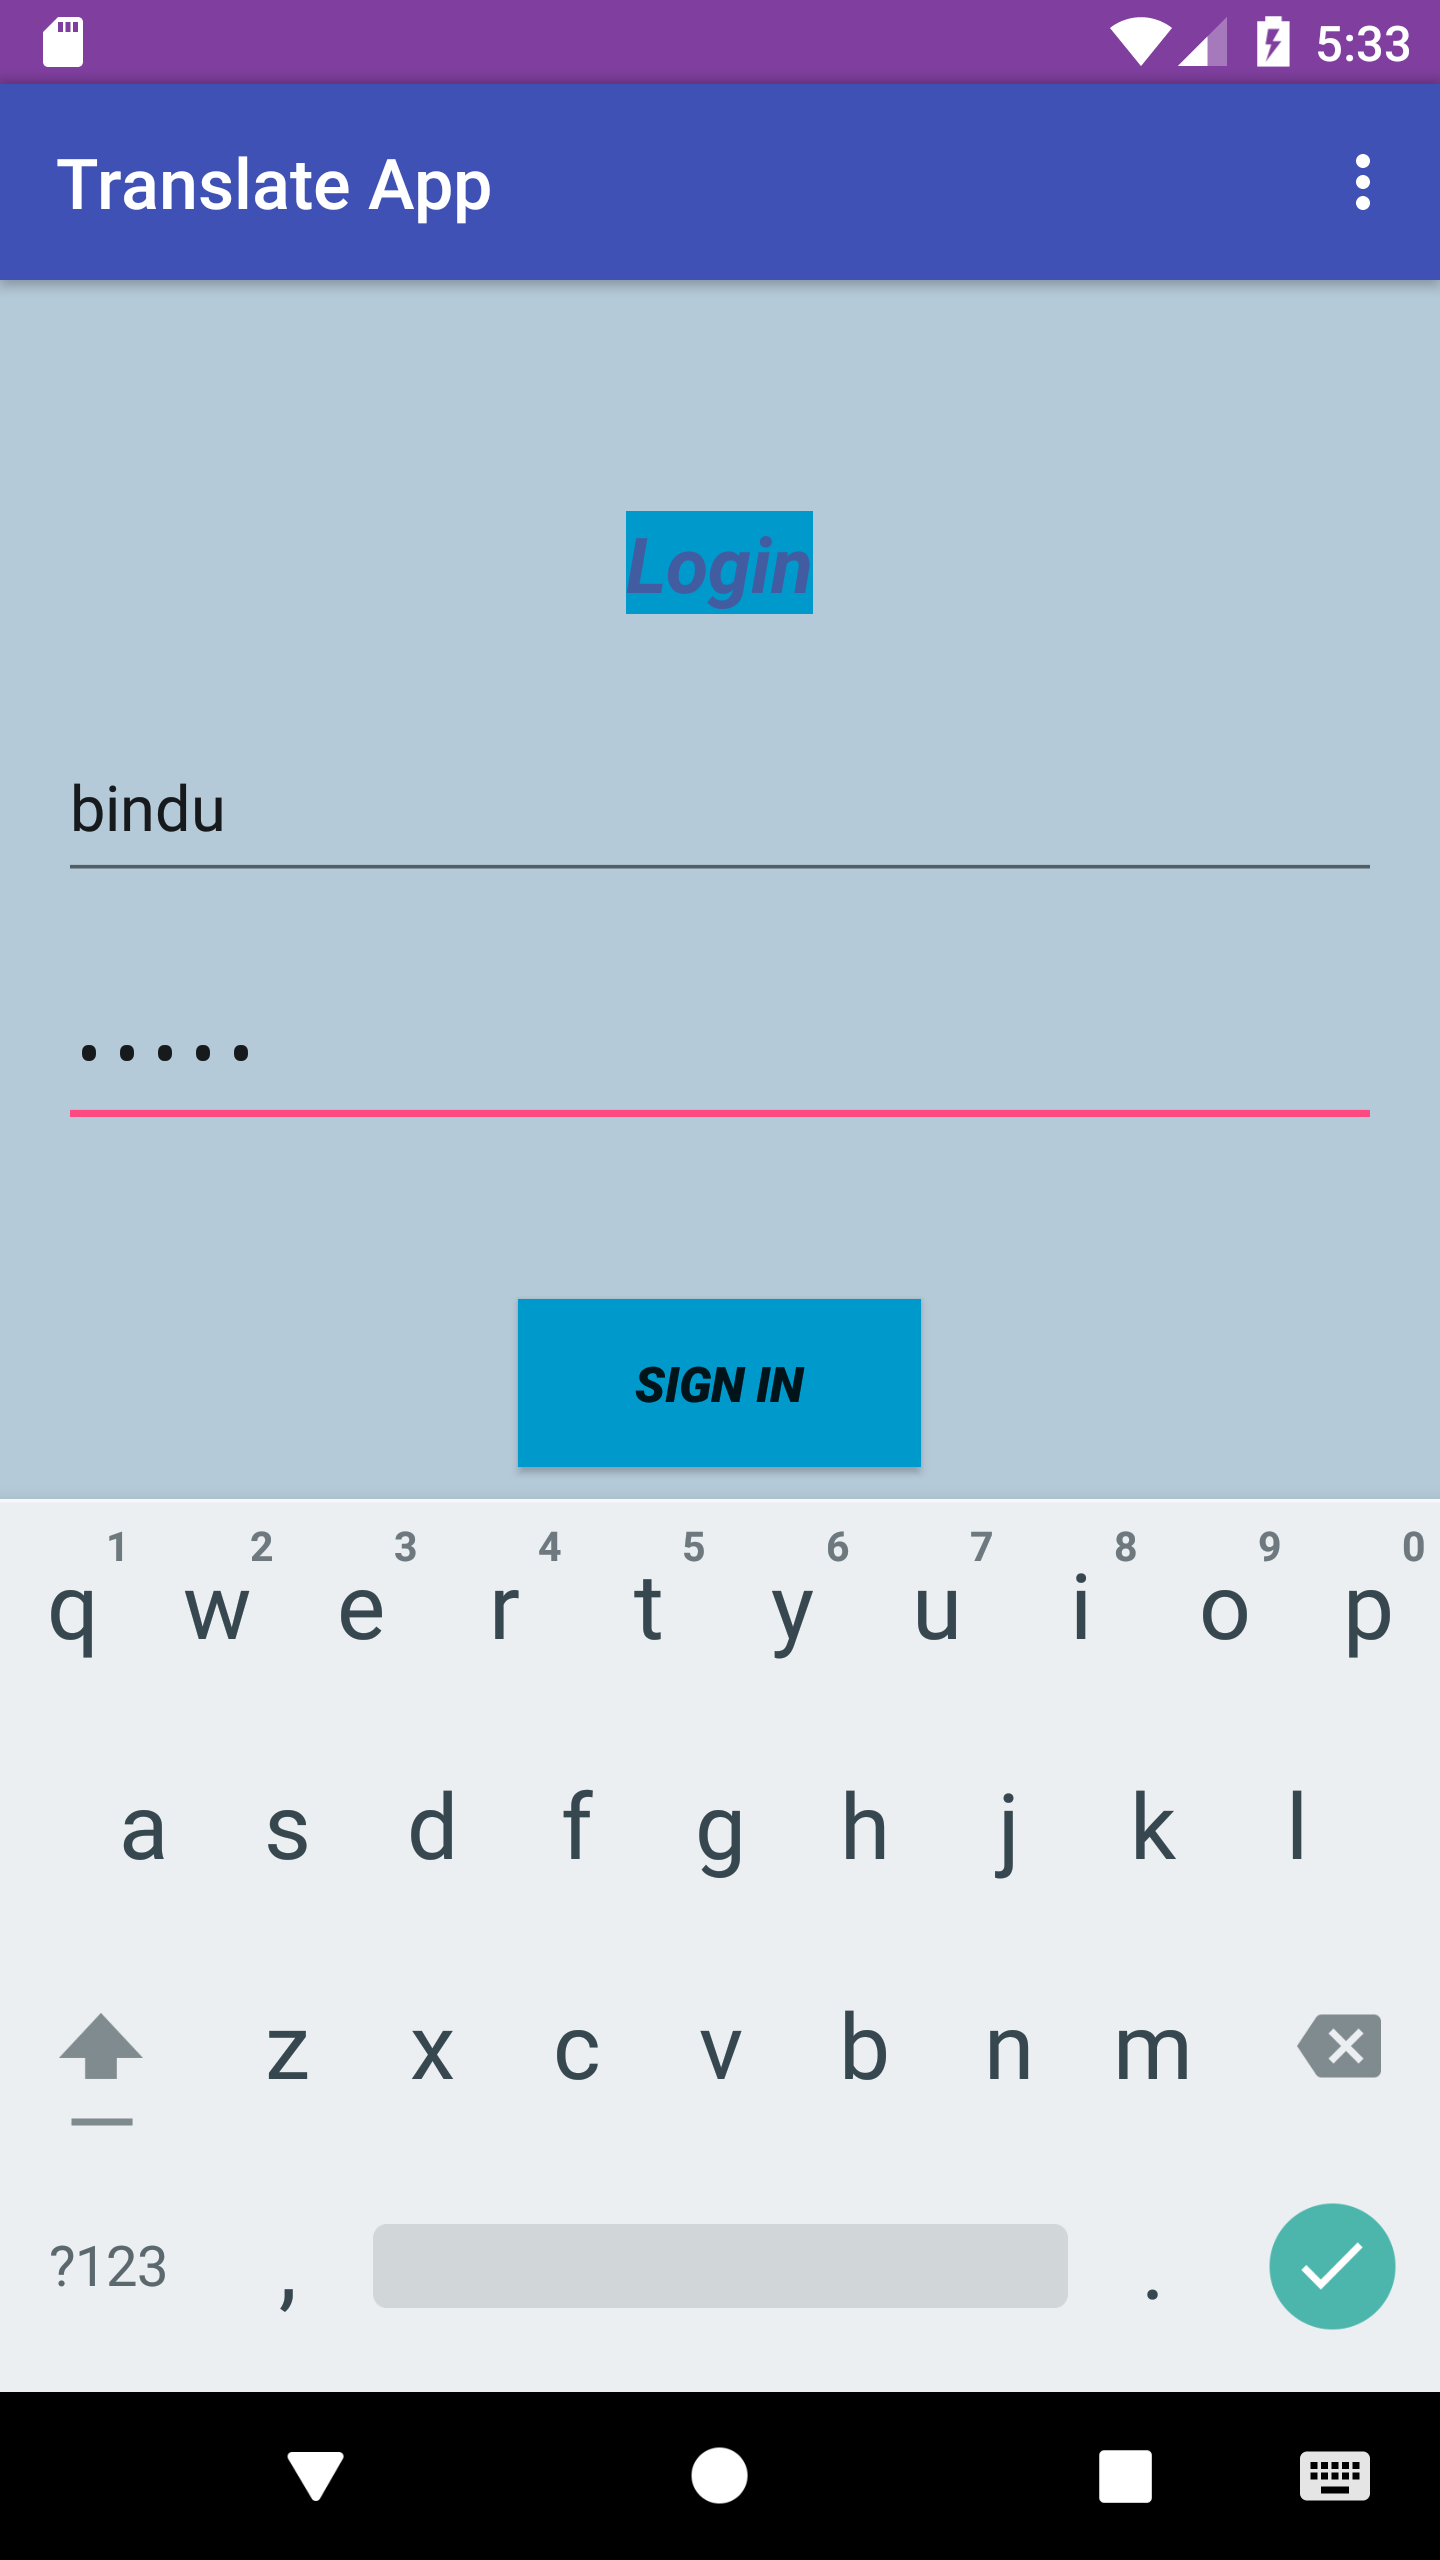 5:33
Translate App
Login
bindu
•••••
SIGN IN
1 2 3 4 5 6 7 8 9 0
q w e r t y u i o p
a s d f g h j k l
z x c v b n m
?123 , .